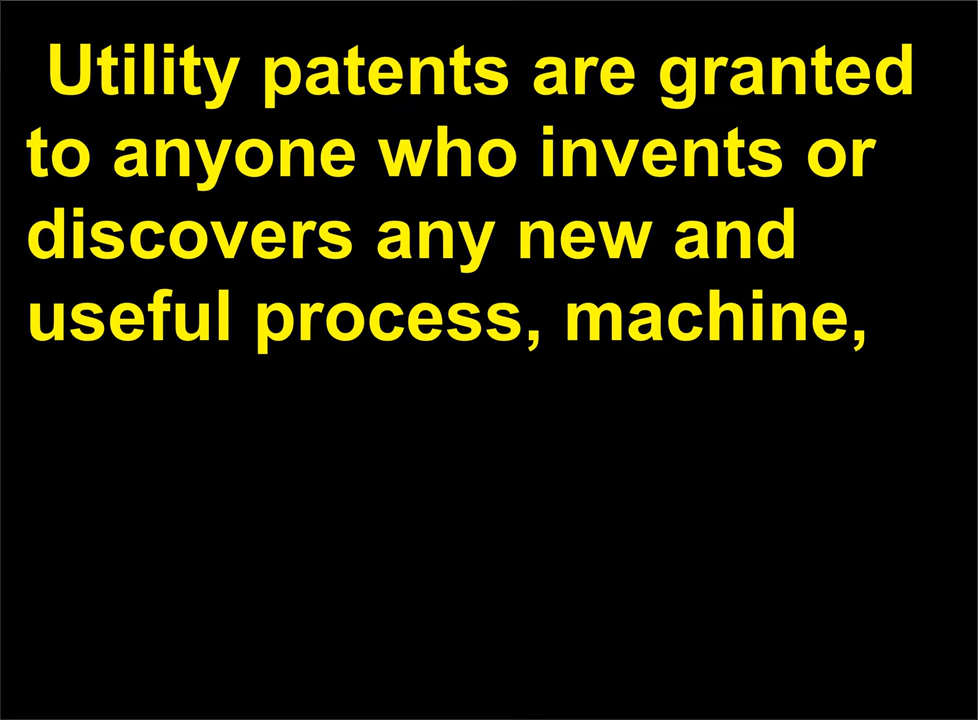 Utility patents are granted
to anyone who invents or
discovers any new and
useful process, machine,